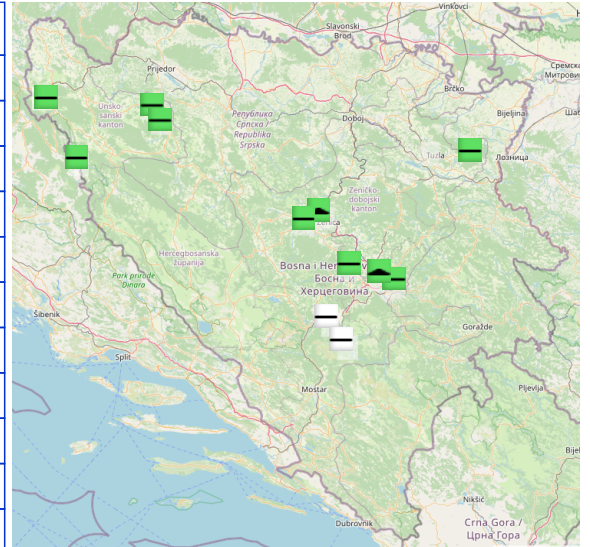 Vinkovci
Slavonski
Brod
Сремска
Митрови
Prijedor
Brčko
Unsko
sanski
kanton
Република
Српска /
Republika
Srpska
Doboj
Bijeljina
Tuzla
Лозница
Zeničko-
dobojski
kanton
Zenica
Hercegbosanska
županija
Bosna i Her
Босна и
Херцеговина
Park prirode
Dinara
Šibenik
Goražde
Split
Mostar
Pljevlja
Nikšić
Crna Gora /
Црна Гора
Dubrovnik